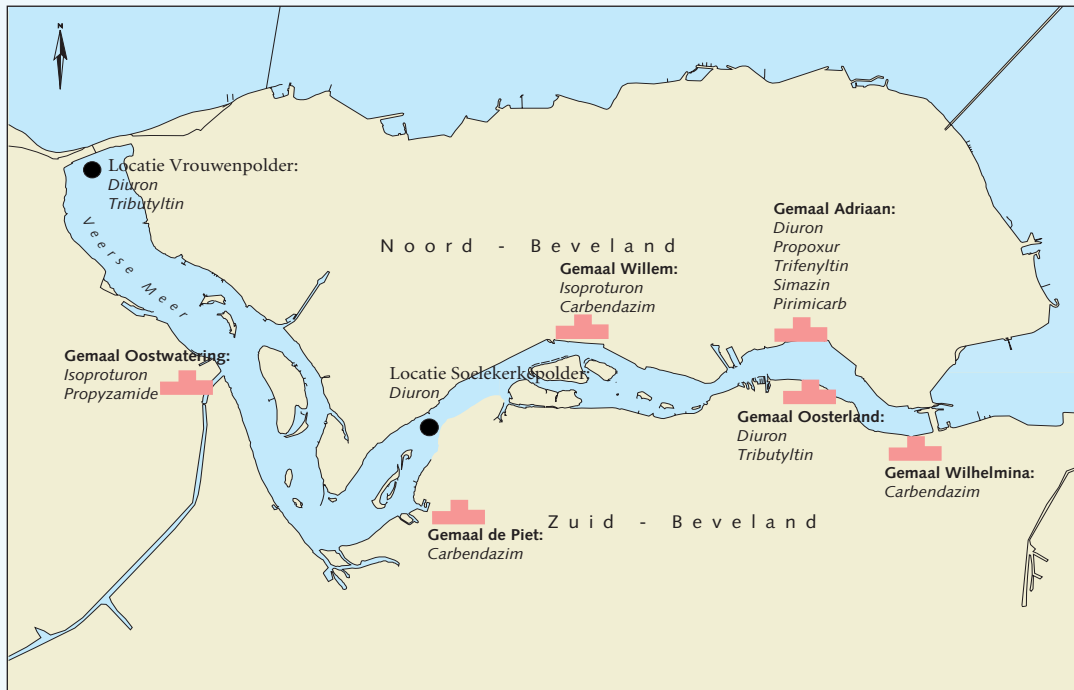 N
Locatie Vrouwenpolder:
Diuron
Tributyltin
Veerse Meer
Noord - Beveland
Gemaal Adriaan:
Diuron
Propoxur
Trifenyltin
Simazin
Pirimicarb
Gemaal Willem:
Isoproturon
Carbendazim
Gemaal Oostwatering:
Isoproturon
Propyzamide
Locatie Soelekerkepolder:
Diuron
Gemaal Oosterland:
Diuron
Tributyltin
Gemaal Wilhelmina:
Carbendazim
Gemaal de Piet:
Carbendazim
Zuid - Beveland